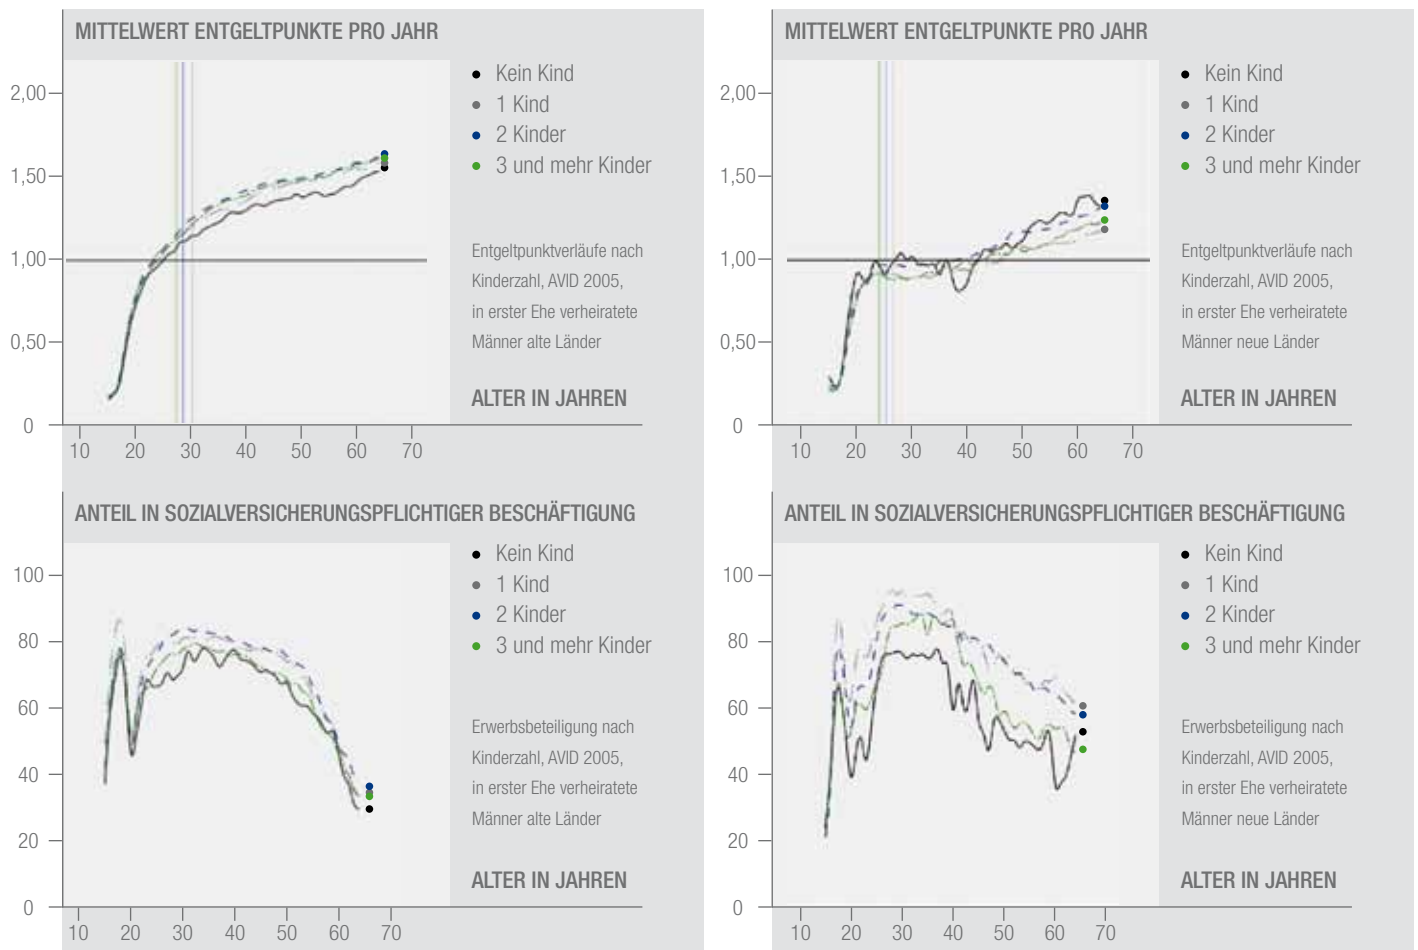 MITTELWERT ENTGELTPUNKTE PRO JAHR
Kein Kind
1 Kind
2 Kinder
3 und mehr Kinder
2,00
1,50
1,00
0,50
0
Entgeltpunktverläufe nach
Kinderzahl, AVID 2005,
in erster Ehe verheiratete
Männer alte Länder
ALTER IN JAHREN
10 20 30 40 50 60 70
MITTELWERT ENTGELTPUNKTE PRO JAHR
Kein Kind
1 Kind
2 Kinder
3 und mehr Kinder
2,00
1,50
1,00
0,50
0
Entgeltpunktverläufe nach
Kinderzahl, AVID 2005,
in erster Ehe verheiratete
Männer neue Länder
ALTER IN JAHREN
10 20 30 40 50 60 70
ANTEIL IN SOZIALVERSICHERUNGSPFLICHTIGER BESCHÄFTIGUNG
Kein Kind
1 Kind
2 Kinder
3 und mehr Kinder
100
80
60
40
20
0
Erwerbsbeteiligung nach
Kinderzahl, AVID 2005,
in erster Ehe verheiratete
Männer alte Länder
ALTER IN JAHREN
10 20 30 40 50 60 70
ANTEIL IN SOZIALVERSICHERUNGSPFLICHTIGER BESCHÄFTIGUNG
Kein Kind
1 Kind
2 Kinder
3 und mehr Kinder
100
80
60
40
20
0
Erwerbsbeteiligung nach
Kinderzahl, AVID 2005,
in erster Ehe verheiratete
Männer neue Länder
ALTER IN JAHREN
10 20 30 40 50 60 70